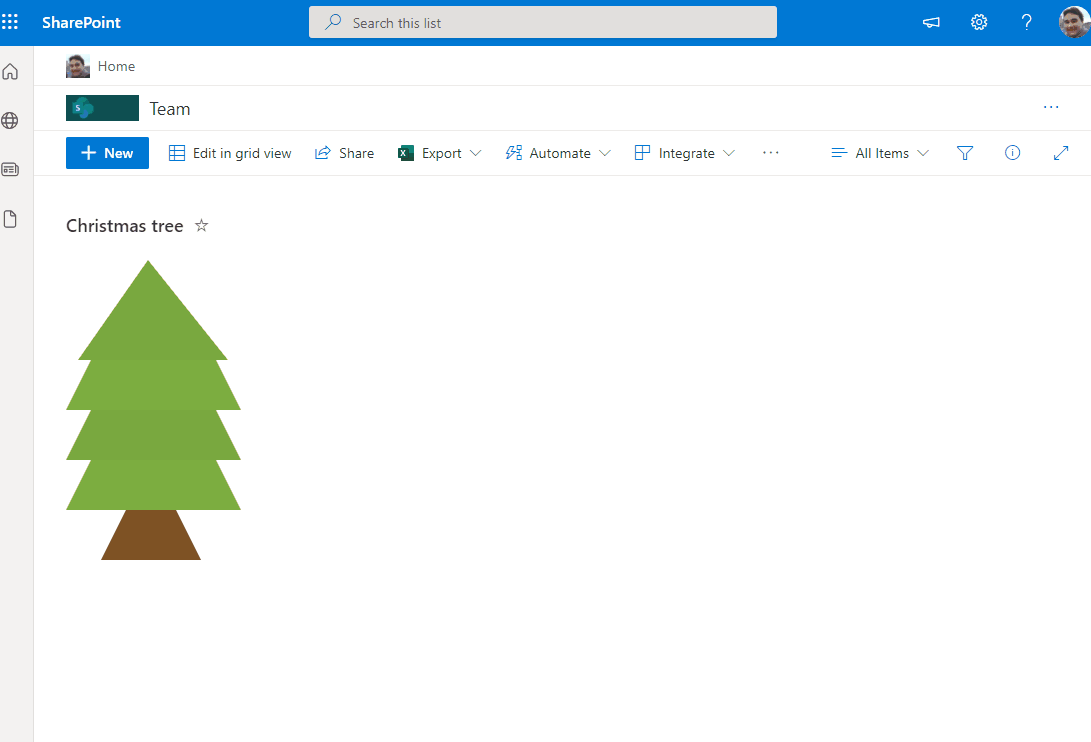 SharePoint
Search this list
?
Home
S
Team
...
+ New
Edit in grid view
Share
X
Export
Automate
Integrate
...
All Items
Christmas tree